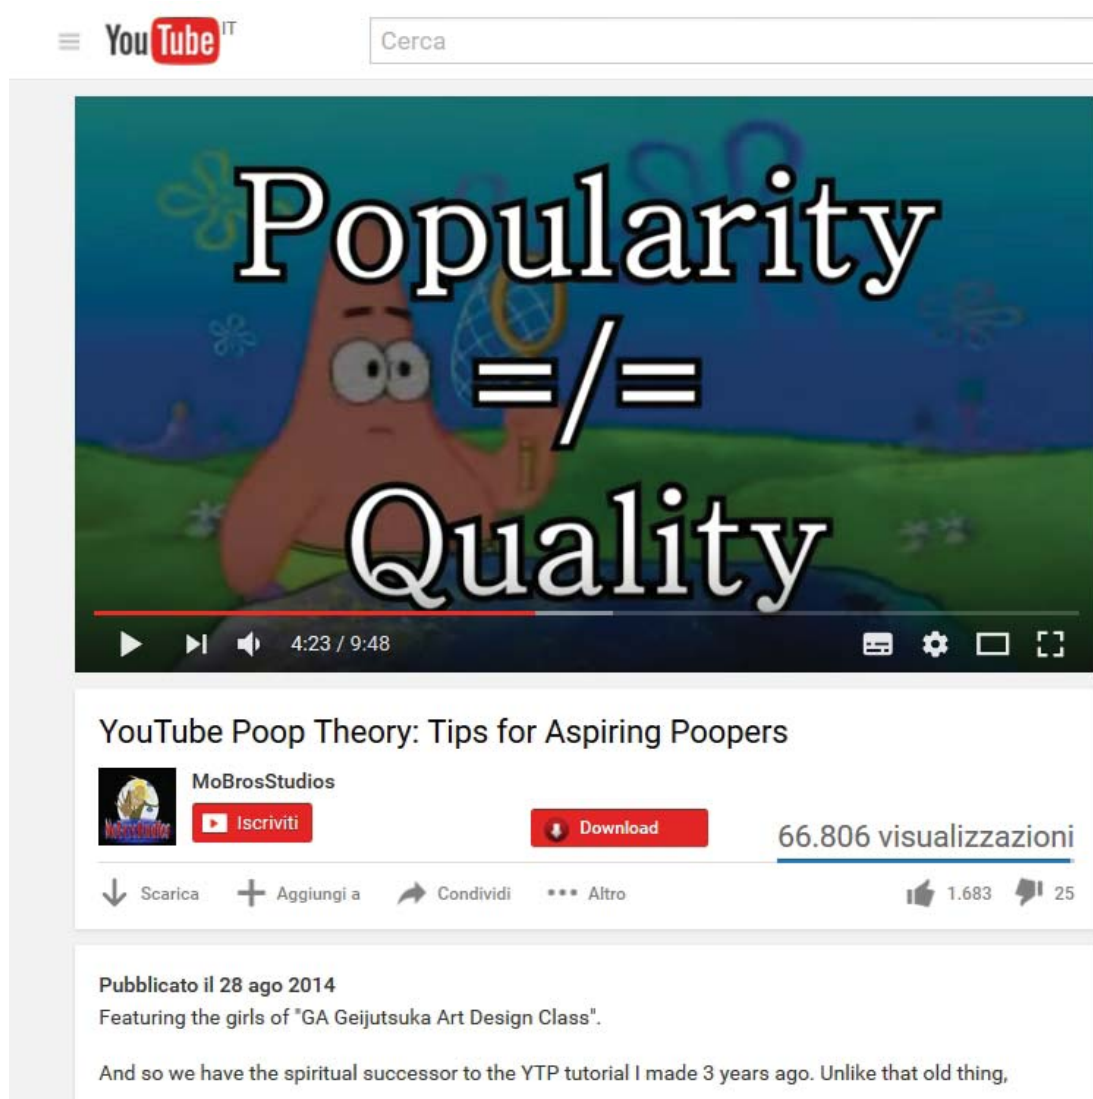 YouTube IT
Cerca
Popularity
=/=
Quality
4:23 / 9:48
YouTube Poop Theory: Tips for Aspiring Poopers
MoBrosStudios
Iscriviti
Download
66.806 visualizzazioni
Scarica
Aggiungi a
Condividi
Altro
1.683
25
Pubblicato il 28 ago 2014
Featuring the girls of "GA Geijutsuka Art Design Class".
And so we have the spiritual successor to the YTP tutorial I made 3 years ago. Unlike that old thing,